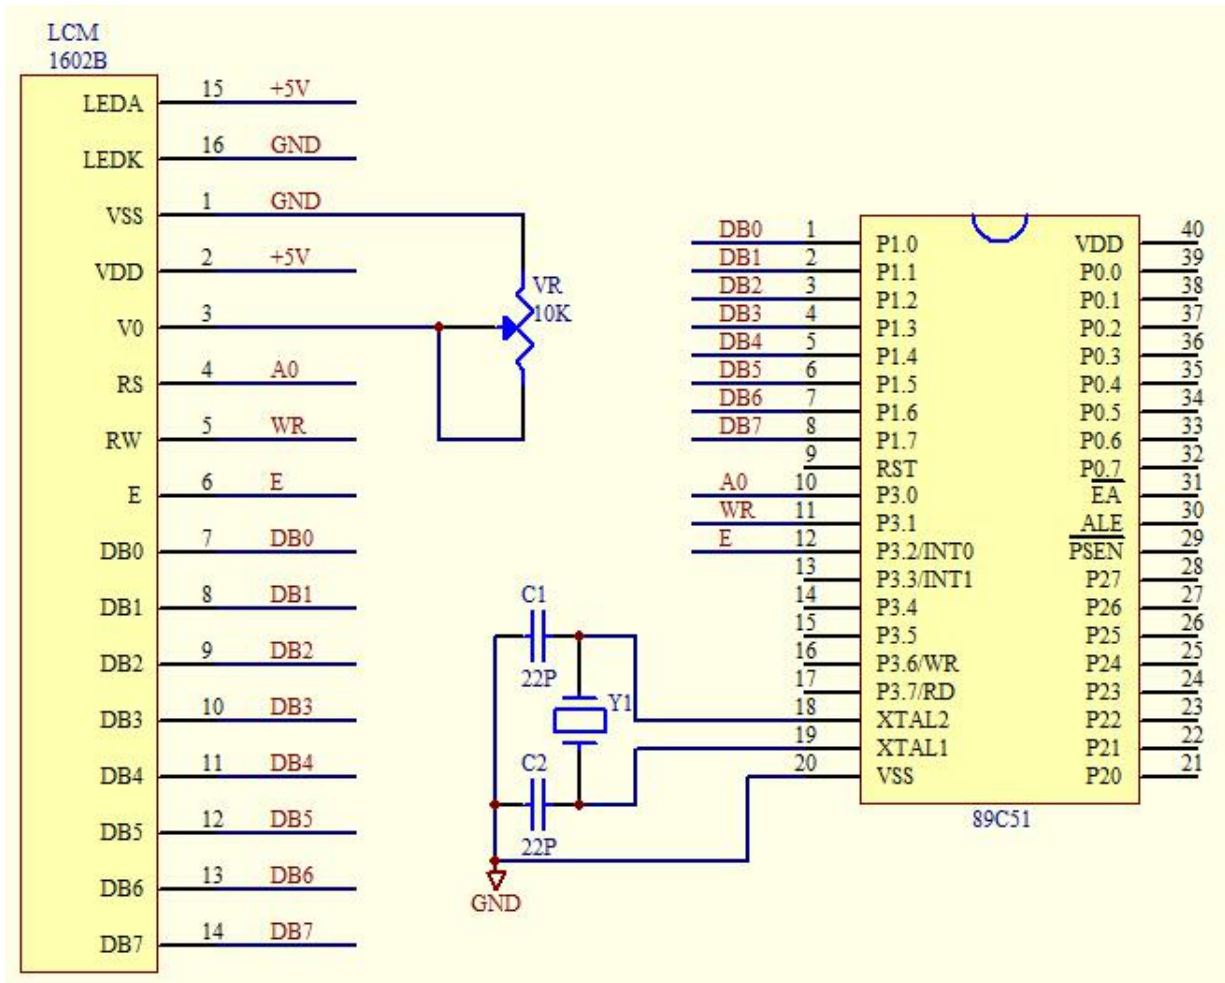 LCM
1602B
LEDA 15 +5V
LEDK 16 GND
VSS 1 GND
VDD 2 +5V
V0 3
RS 4 A0
RW 5 WR
E 6 E
DB0 7 DB0
DB1 8 DB1
DB2 9 DB2
DB3 10 DB3
DB4 11 DB4
DB5 12 DB5
DB6 13 DB6
DB7 14 DB7
VR
10K
C1
22P
Y1
C2
22P
GND
DB0 1 P1.0 VDD 40
DB1 2 P1.1 P0.0 39
DB2 3 P1.2 P0.1 38
DB3 4 P1.3 P0.2 37
DB4 5 P1.4 P0.3 36
DB5 6 P1.5 P0.4 35
DB6 7 P1.6 P0.5 34
DB7 8 P1.7 P0.6 33
9 RST P0.7 32
A0 10 P3.0 EA 31
WR 11 P3.1 ALE 30
E 12 P3.2/INT0 PSEN 29
13 P3.3/INT1 P27 28
14 P3.4 P26 27
15 P3.5 P25 26
16 P3.6/WR P24 25
17 P3.7/RD P23 24
18 XTAL2 P22 23
19 XTAL1 P21 22
20 VSS P20 21
89C51